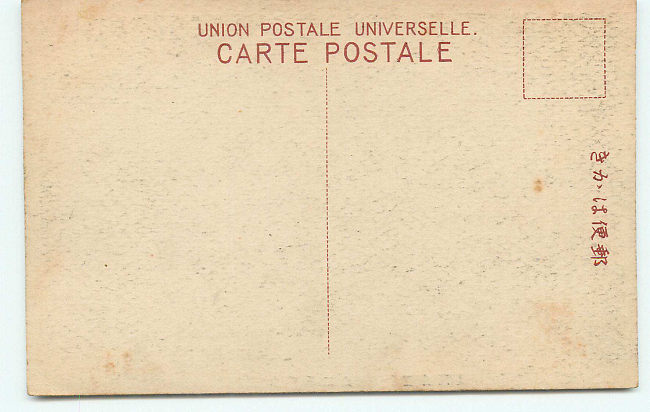 UNION POSTALE UNIVERSELLE.
CARTE POSTALE
郵便はかき